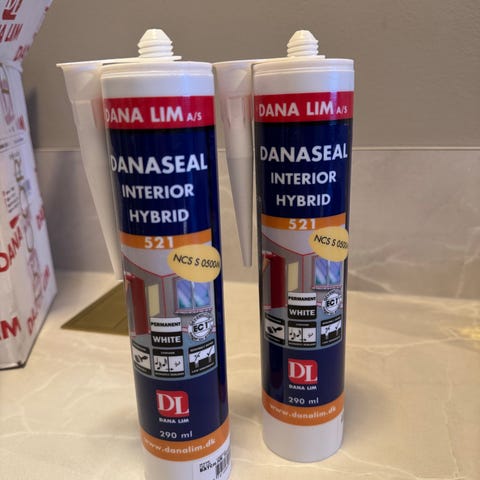 DANA LIM A/S
DANASEAL
INTERIOR
HYBRID
521
NCS S 0500-N
PERMANENT
WHITE
EC1
DL
DANA LIM
290 ml
www.danalim.dk
DANA LIM A/S
DANASEAL
INTERIOR
HYBRID
521
NCS S 0500
PERMANENT
WHITE
EC1
DL
DANA LIM
290 ml
www.danalim.dk